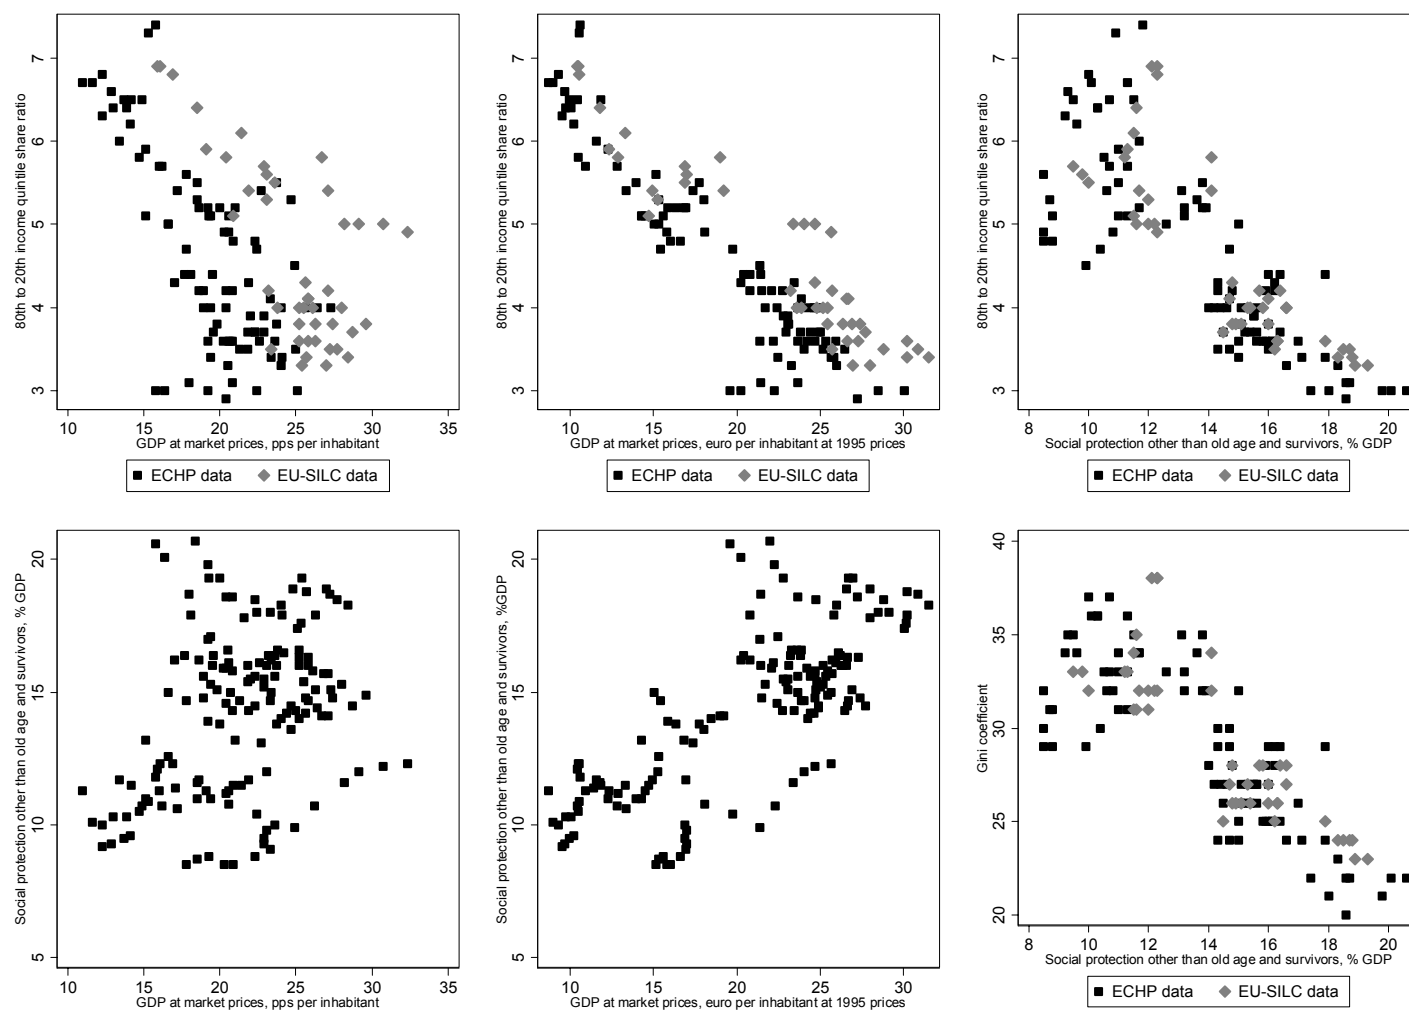 80th to 20th income quintile share ratio
7
6
5
4
3
10 15 20 25 30 35
GDP at market prices, pps per inhabitant
ECHP data EU-SILC data
80th to 20th income quintile share ratio
7
6
5
4
3
10 15 20 25 30
GDP at market prices, euro per inhabitant at 1995 prices
ECHP data EU-SILC data
80th to 20th income quintile share ratio
7
6
5
4
3
8 10 12 14 16 18 20
Social protection other than old age and survivors, % GDP
ECHP data EU-SILC data
Social protection other than old age and survivors, % GDP
20
15
10
5
10 15 20 25 30 35
GDP at market prices, pps per inhabitant
Social protection other than old age and survivors, %GDP
20
15
10
5
10 15 20 25 30
GDP at market prices, euro per inhabitant at 1995 prices
Gini coefficient
40
35
30
25
20
8 10 12 14 16 18 20
Social protection other than old age and survivors, % GDP
ECHP data EU-SILC data